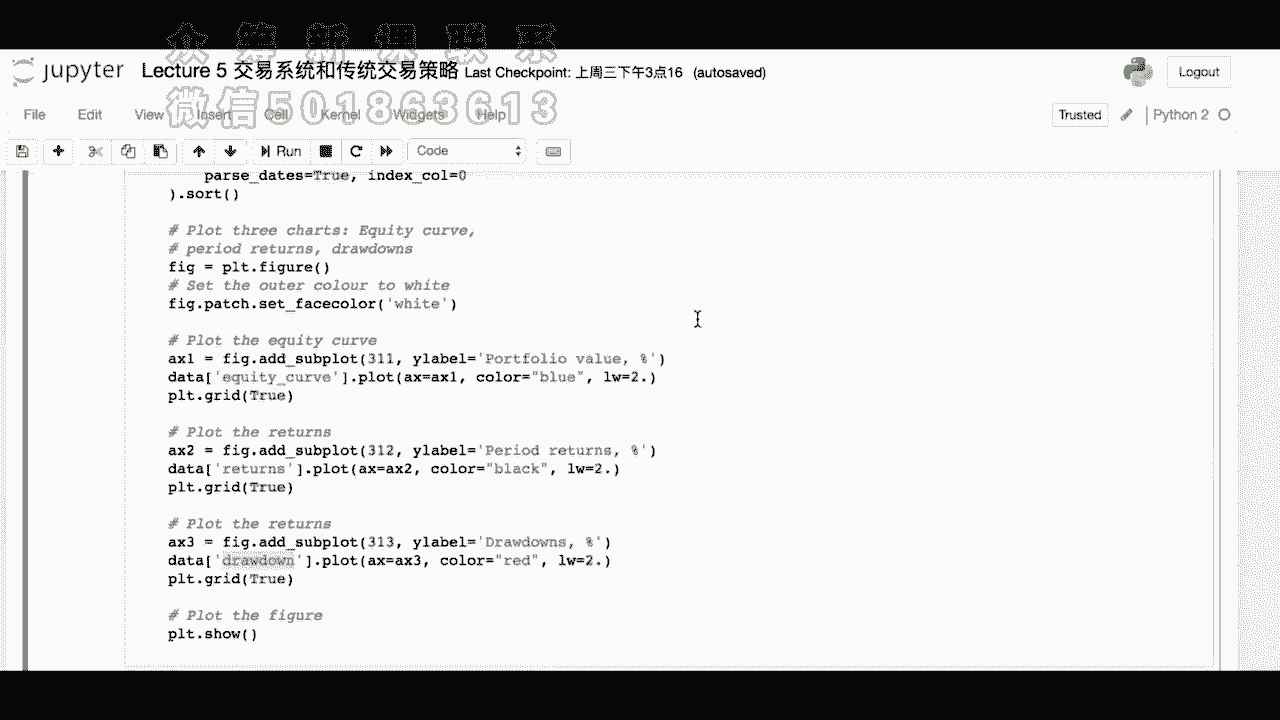 众筹新课联系
jupyter Lecture 5 交易系统和传统交易策略 Last Checkpoint: 上周三下午3点16 (autosaved)
Logout
微信501863613
File Edit View Insert Cell Kernel Widgets Help
Trusted Python 2
Run Code
parse_dates=True, index_col=0
).sort()
# Plot three charts: Equity curve,
# period returns, drawdowns
fig = plt.figure()
# Set the outer colour to white
fig.patch.set_facecolor('white')
# Plot the equity curve
ax1 = fig.add_subplot(311, ylabel='Portfolio value, %')
data['equity_curve'].plot(ax=ax1, color="blue", lw=2.)
plt.grid(True)
# Plot the returns
ax2 = fig.add_subplot(312, ylabel='Period returns, %')
data['returns'].plot(ax=ax2, color="black", lw=2.)
plt.grid(True)
# Plot the returns
ax3 = fig.add_subplot(313, ylabel='Drawdowns, %')
data['drawdown'].plot(ax=ax3, color="red", lw=2.)
plt.grid(True)
# Plot the figure
plt.show()